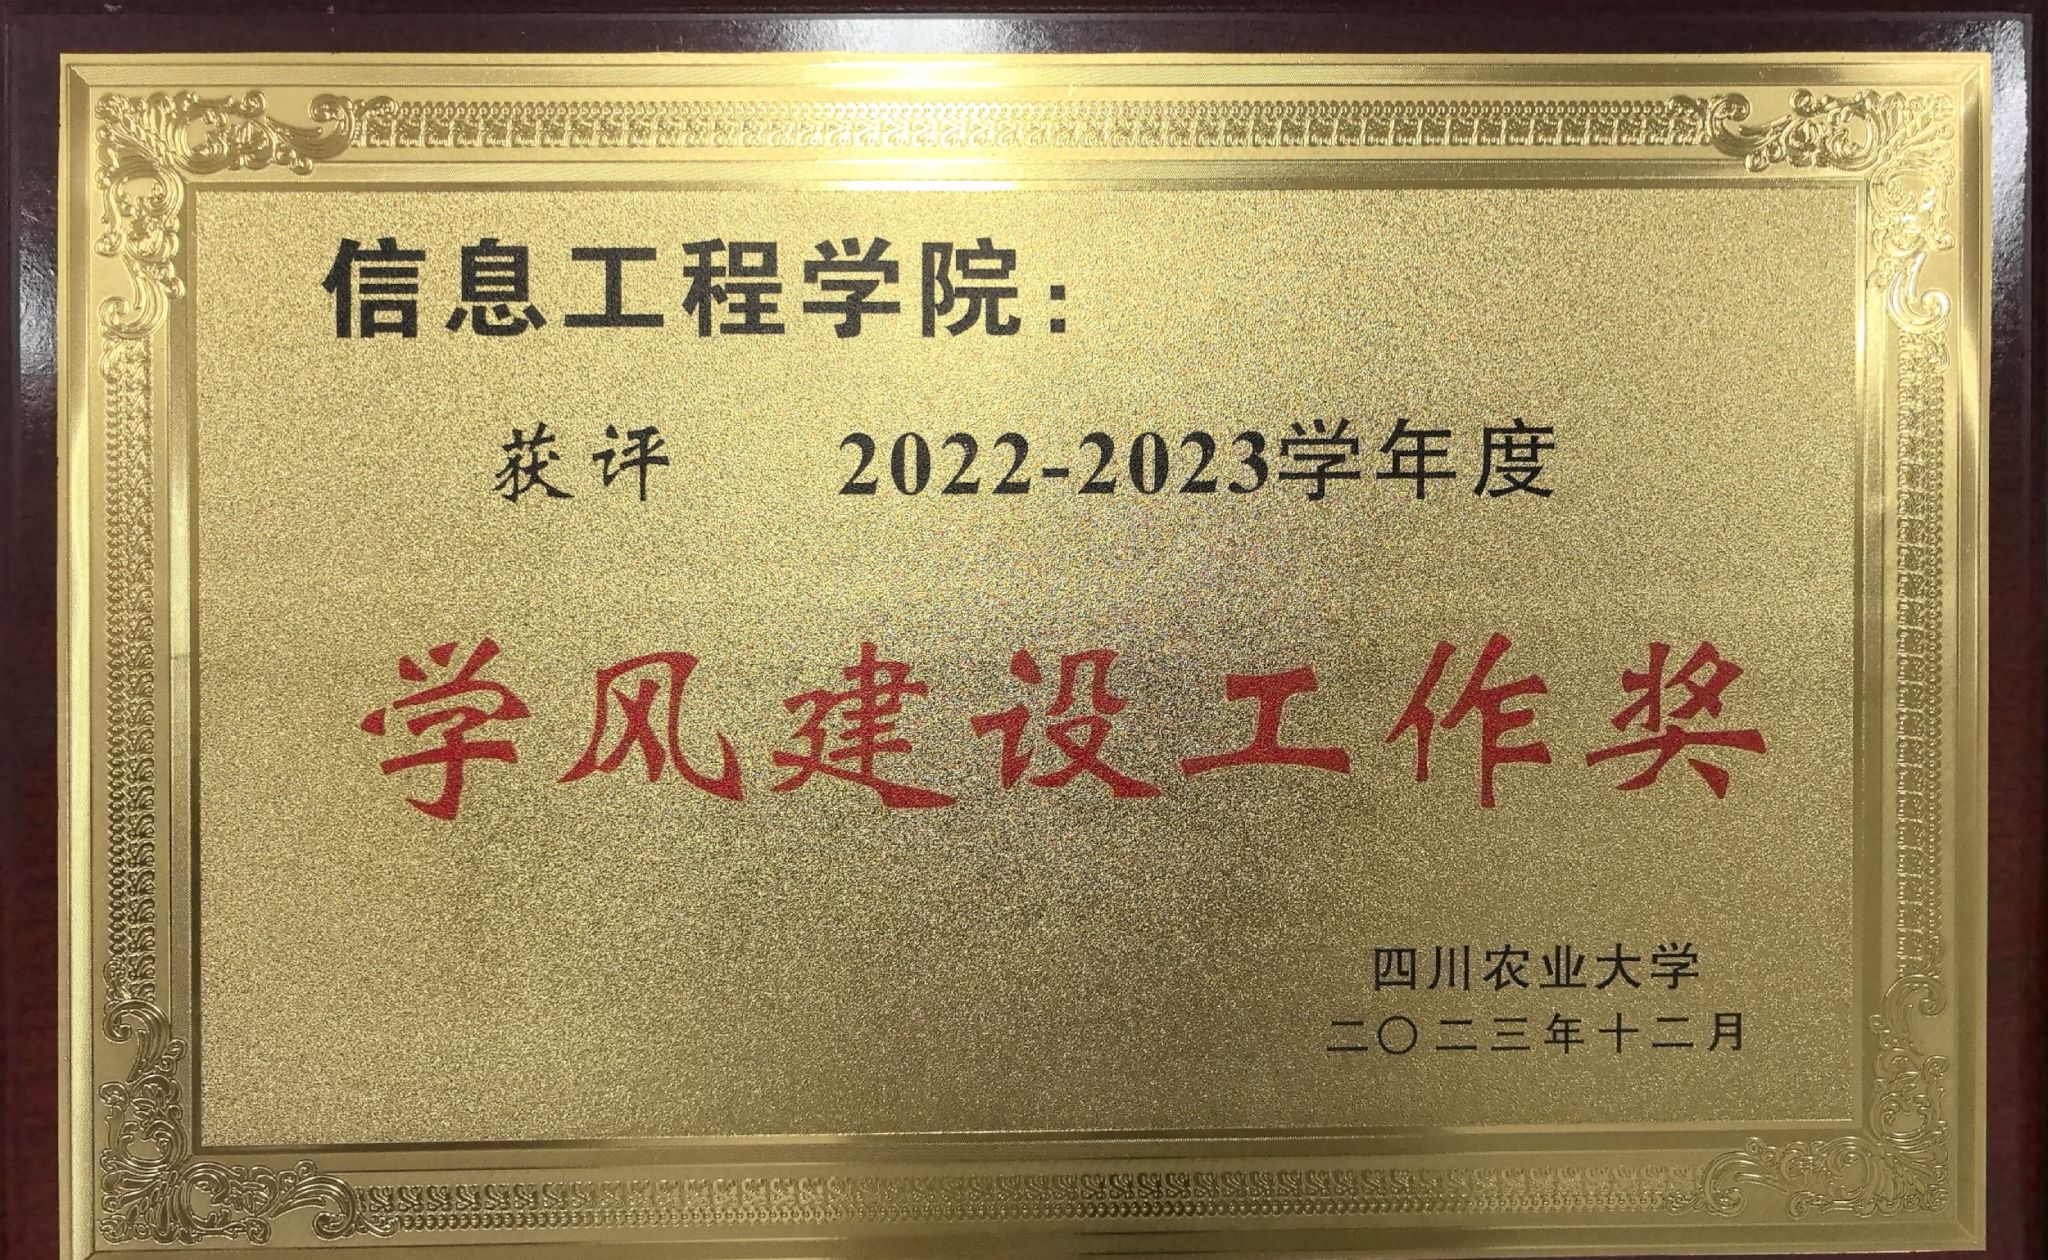 信息工程学院：
获评 2022-2023学年度
学风建设工作奖
四川农业大学
二〇二三年十二月